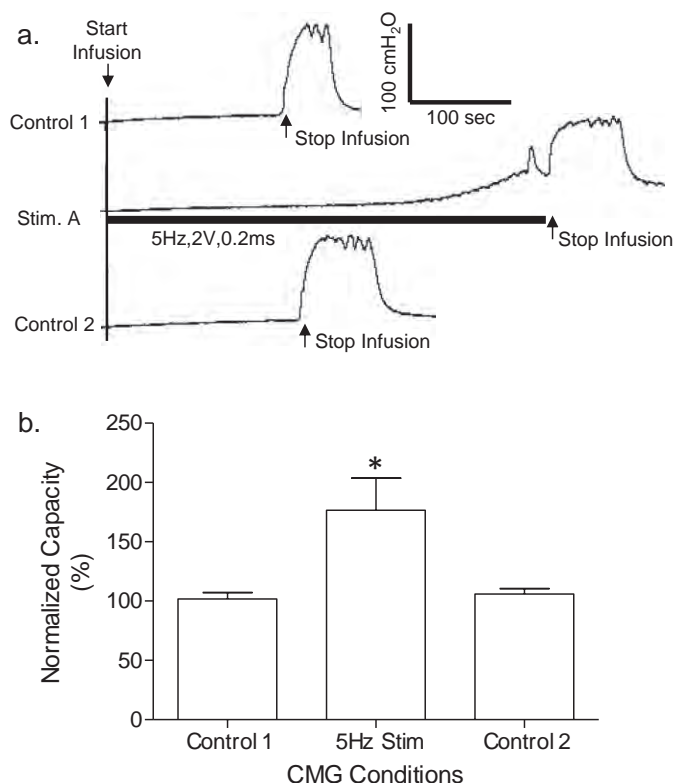 a.
Start
Infusion
Control 1
Stop Infusion
100 cmH₂O
100 sec
Stim. A
5Hz,2V,0.2ms
Stop Infusion
Control 2
Stop Infusion
b.
Normalized Capacity
(%)
250
200
150
100
50
0
*
Control 1
5Hz Stim
Control 2
CMG Conditions